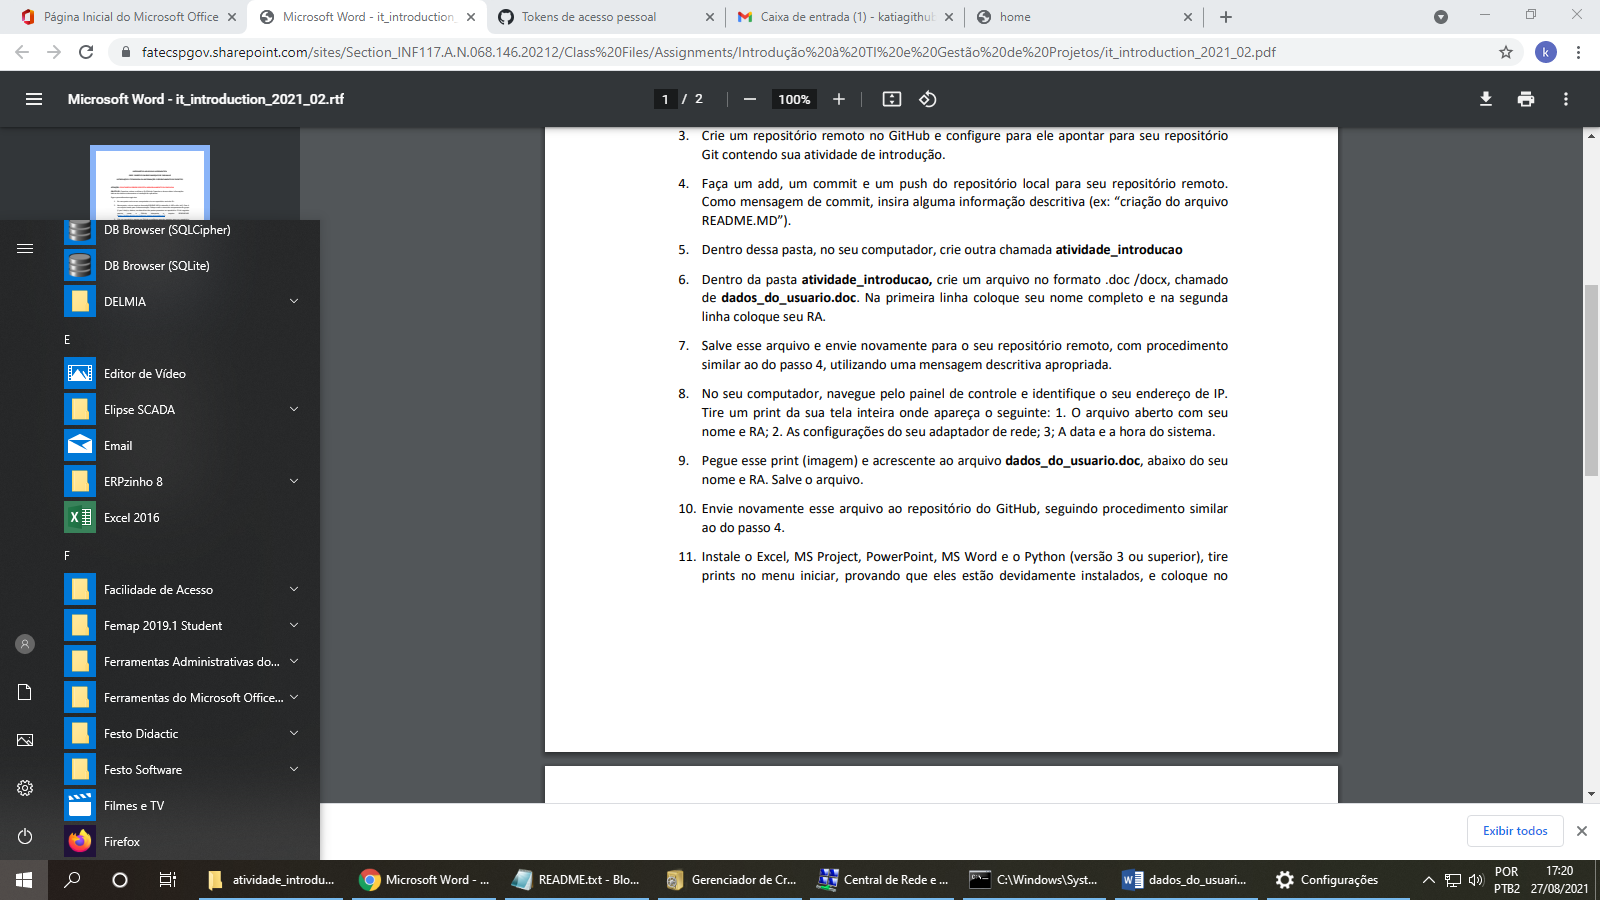 Página Inicial do Microsoft Office
Microsoft Word - it_introduction_
Tokens de acesso pessoal
Caixa de entrada (1) - katiagithu
home
fatecspgov.sharepoint.com/sites/Section_INF117.A.N.068.146.20212/Class%20Files/Assignments/Introdução%20à%20TI%20e%20Gestão%20de%20Projetos/it_introduction_2021_02.pdf
k
Microsoft Word - it_introduction_2021_02.rtf
1 / 2
100%
3. Crie um repositório remoto no GitHub e configure para ele apontar para seu repositório
Git contendo sua atividade de introdução.
4. Faça um add, um commit e um push do repositório local para seu repositório remoto.
Como mensagem de commit, insira alguma informação descritiva (ex: “criação do arquivo
README.MD”).
5. Dentro dessa pasta, no seu computador, crie outra chamada atividade_introducao
6. Dentro da pasta atividade_introducao, crie um arquivo no formato .doc /docx, chamado
de dados_do_usuario.doc. Na primeira linha coloque seu nome completo e na segunda
linha coloque seu RA.
7. Salve esse arquivo e envie novamente para o seu repositório remoto, com procedimento
similar ao do passo 4, utilizando uma mensagem descritiva apropriada.
8. No seu computador, navegue pelo painel de controle e identifique o seu endereço de IP.
Tire um print da sua tela inteira onde apareça o seguinte: 1. O arquivo aberto com seu
nome e RA; 2. As configurações do seu adaptador de rede; 3; A data e a hora do sistema.
9. Pegue esse print (imagem) e acrescente ao arquivo dados_do_usuario.doc, abaixo do seu
nome e RA. Salve o arquivo.
10. Envie novamente esse arquivo ao repositório do GitHub, seguindo procedimento similar
ao do passo 4.
11. Instale o Excel, MS Project, PowerPoint, MS Word e o Python (versão 3 ou superior), tire
prints no menu iniciar, provando que eles estão devidamente instalados, e coloque no
DB Browser (SQLCipher)
DB Browser (SQLite)
DELMIA
E
Editor de Vídeo
Elipse SCADA
Email
ERPzinho 8
Excel 2016
F
Facilidade de Acesso
Femap 2019.1 Student
Ferramentas Administrativas do...
Ferramentas do Microsoft Office...
Festo Didactic
Festo Software
Filmes e TV
Firefox
Exibir todos
atividade_introdu...
Microsoft Word - ...
README.txt - Blo...
Gerenciador de Cr...
Central de Rede e ...
C:\Windows\Syst...
dados_do_usuari...
Configurações
POR
PTB2
17:20
27/08/2021